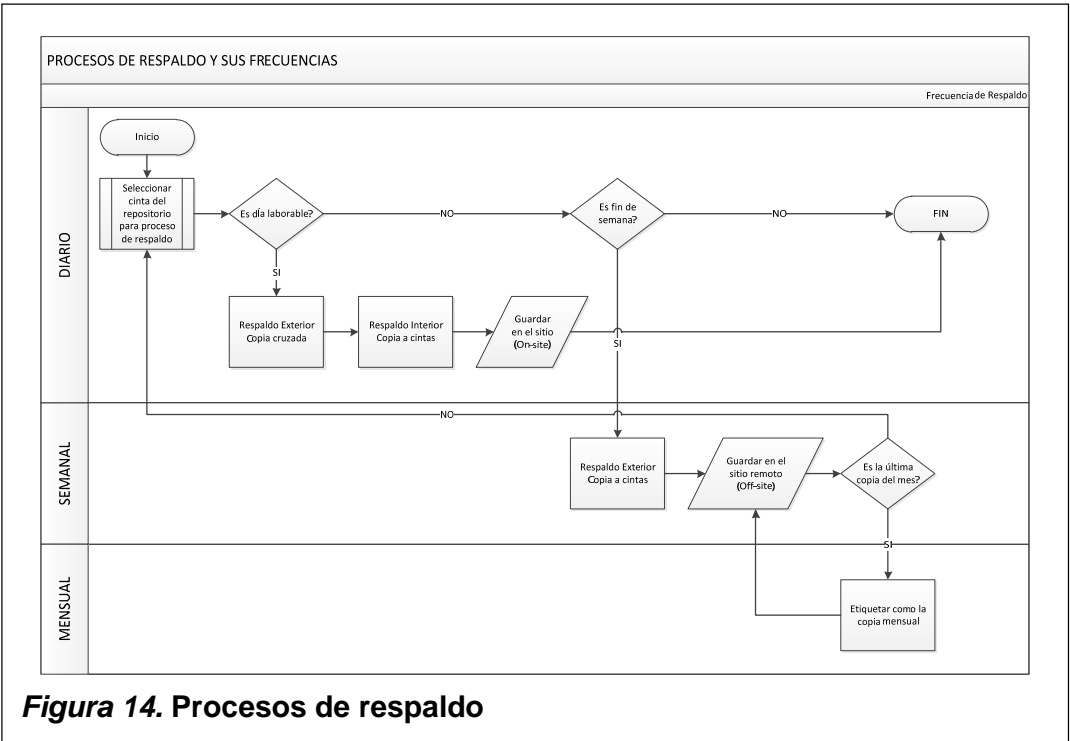 PROCESOS DE RESPALDO Y SUS FRECUENCIAS
Frecuencia de Respaldo
DIARIO
Inicio
Seleccionar
cinta del
repositorio
para proceso
de respaldo
Es día laborable?
NO
Es fin de
semana?
NO
FIN
SI
Respaldo Exterior
Copia cruzada
Respaldo Interior
Copia a cintas
Guardar
en el sitio
(On-site)
SI
SEMANAL
NO
Respaldo Exterior
Copia a cintas
Guardar en el
sitio remoto
(Off-site)
Es la última
copia del mes?
SI
MENSUAL
Etiquetar como la
copia mensual
Figura 14. Procesos de respaldo